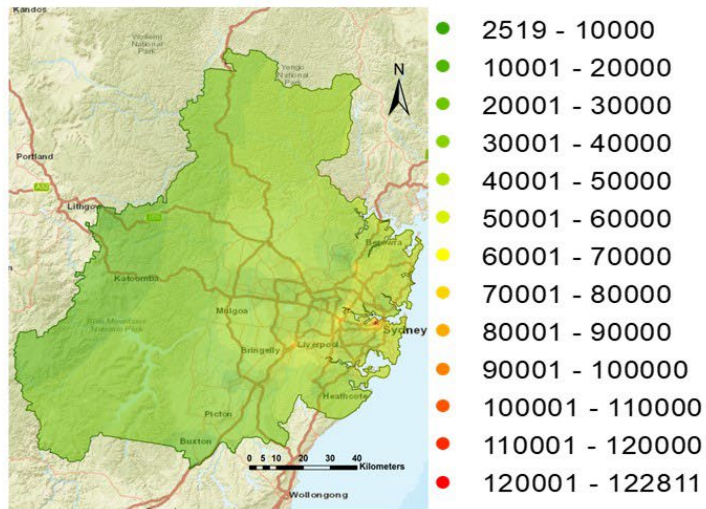 Kandos
Wollemi
National
Park
Yengo
National
Park
N
Portland
A32
Lithgow
Berowra
Katoomba
Blue Mountains
National Park
Mulgoa
Sydney
Liverpool
Bringelly
Heathcote
Picton
Buxton
0 5 10 20 30 40
Kilometers
Wollongong
2519 - 10000
10001 - 20000
20001 - 30000
30001 - 40000
40001 - 50000
50001 - 60000
60001 - 70000
70001 - 80000
80001 - 90000
90001 - 100000
100001 - 110000
110001 - 120000
120001 - 122811